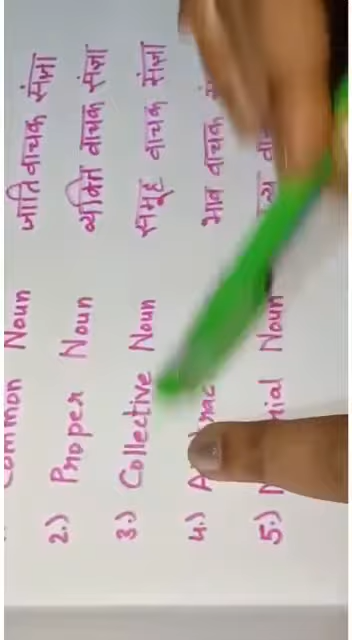 Common Noun जाति वाचक संज्ञा
2.) Proper Noun व्यक्ति वाचक संज्ञा
3.) Collective Noun समूह वाचक संज्ञा
4.) भाव वाचक
5.) Noun